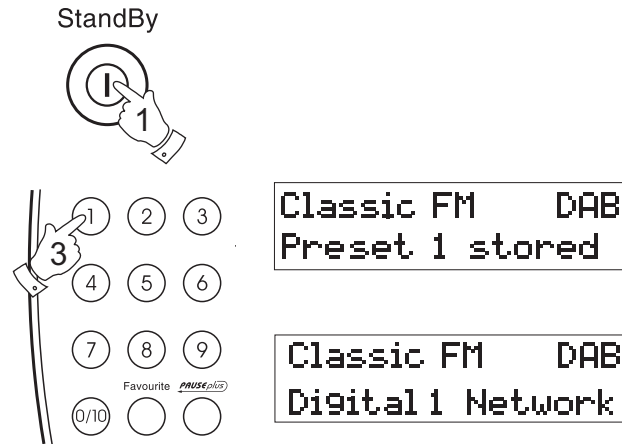 StandBy
1
1 2 3
3
4 5 6
7 8 9
Favourite PAUSEplus
0/10
Classic FM DAB
Preset 1 stored
Classic FM DAB
Digital 1 Network